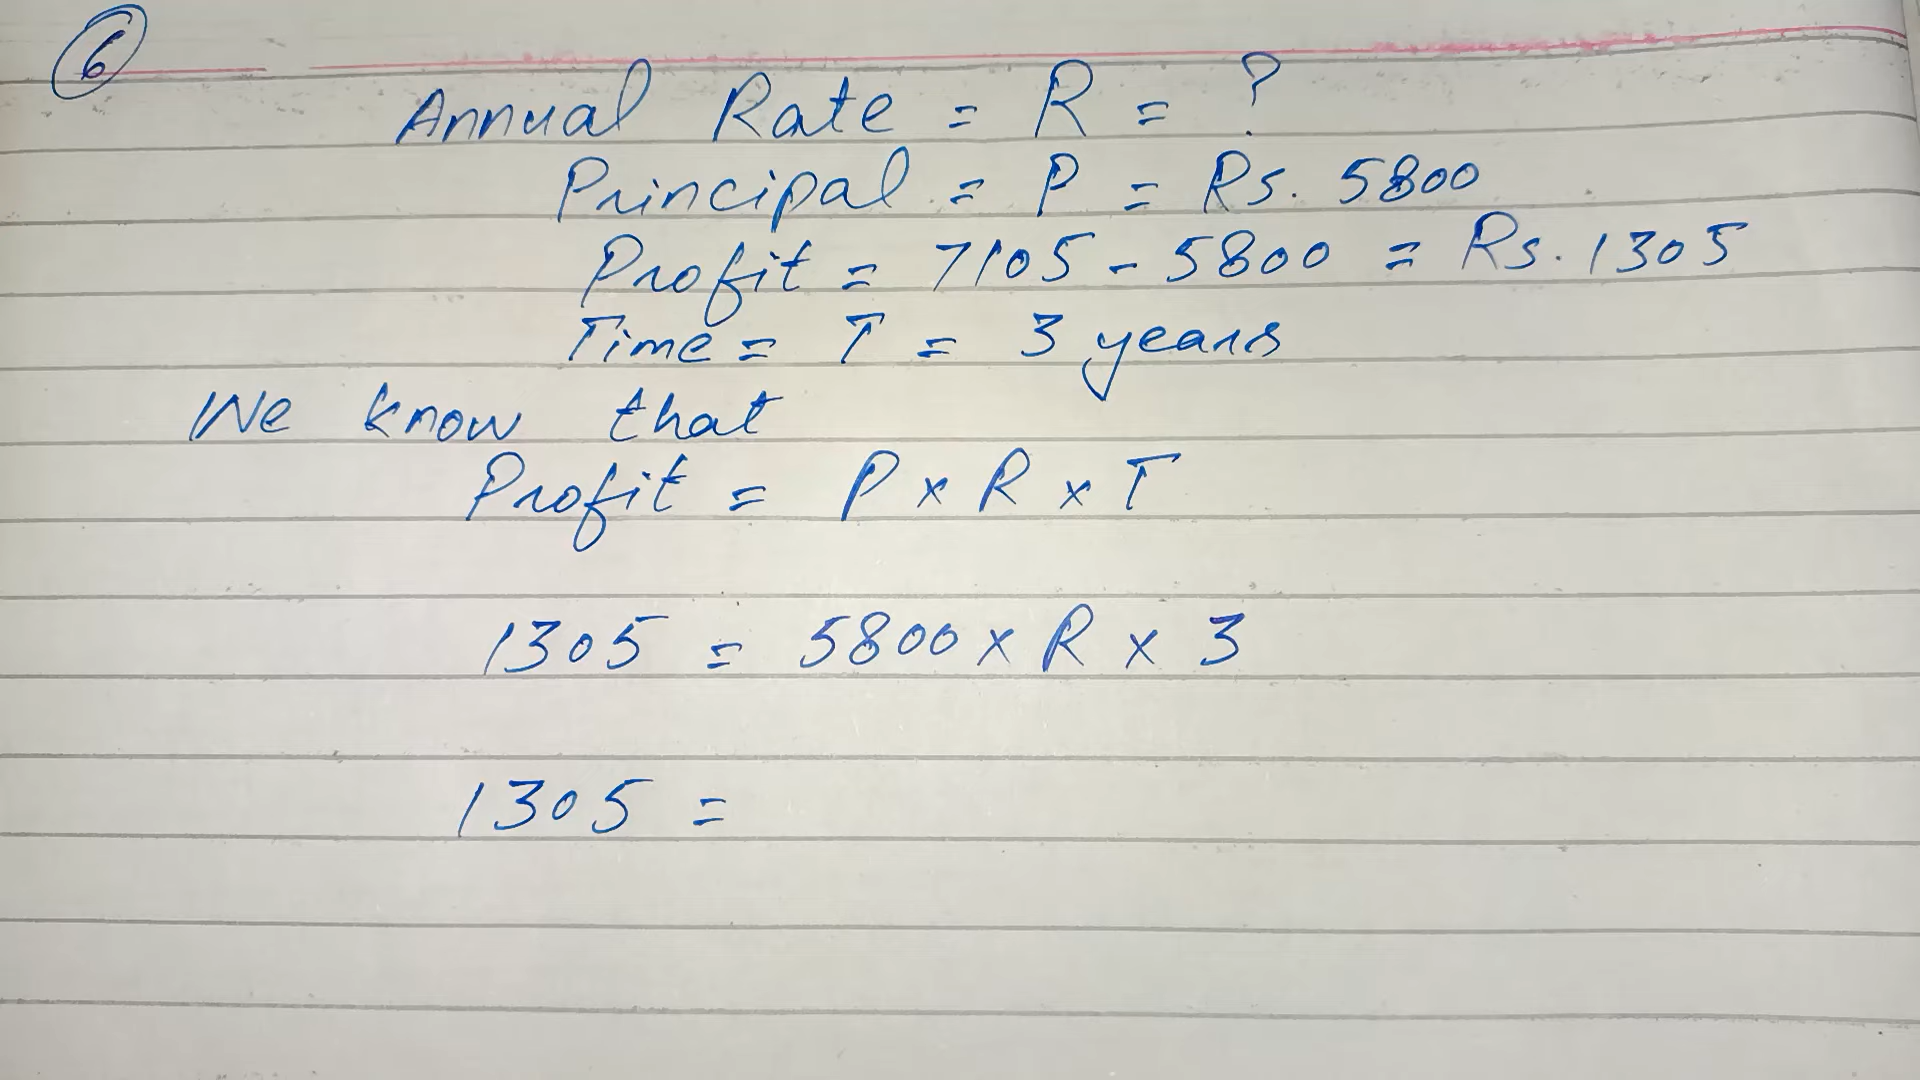 6
Annual Rate = R = ?
Principal = P = Rs. 5800
Profit = 7105 - 5800 = Rs. 1305
Time = T = 3 years
We know that
Profit = P × R × T
1305 = 5800 × R × 3
1305 =